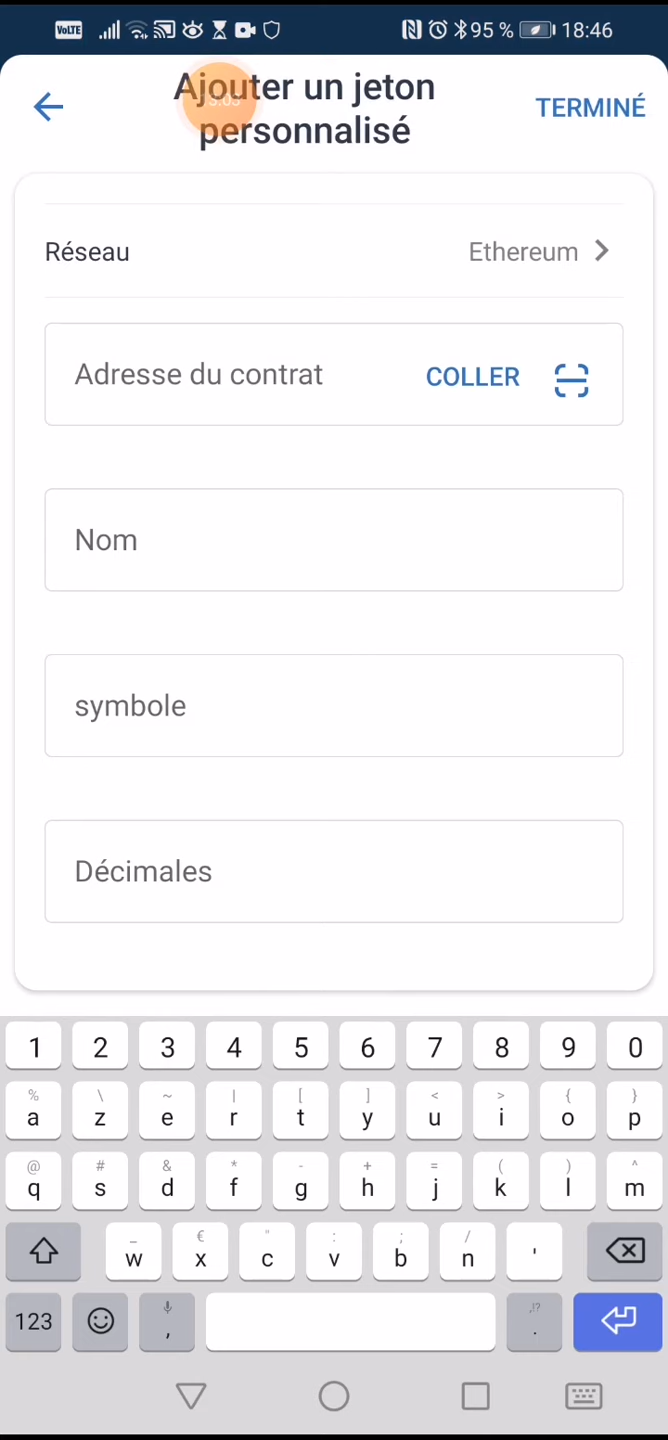 VoLTE 95 % 18:46
Ajouter un jeton
personnalisé
TERMINÉ
Réseau Ethereum
Adresse du contrat COLLER
Nom
symbole
Décimales
1 2 3 4 5 6 7 8 9 0
% \ ~ | [ ] < > { }
a z e r t y u i o p
@ # & * - + = ( ) ^
q s d f g h j k l m
_ € " : ; /
w x c v b n '
,!?
123 , .